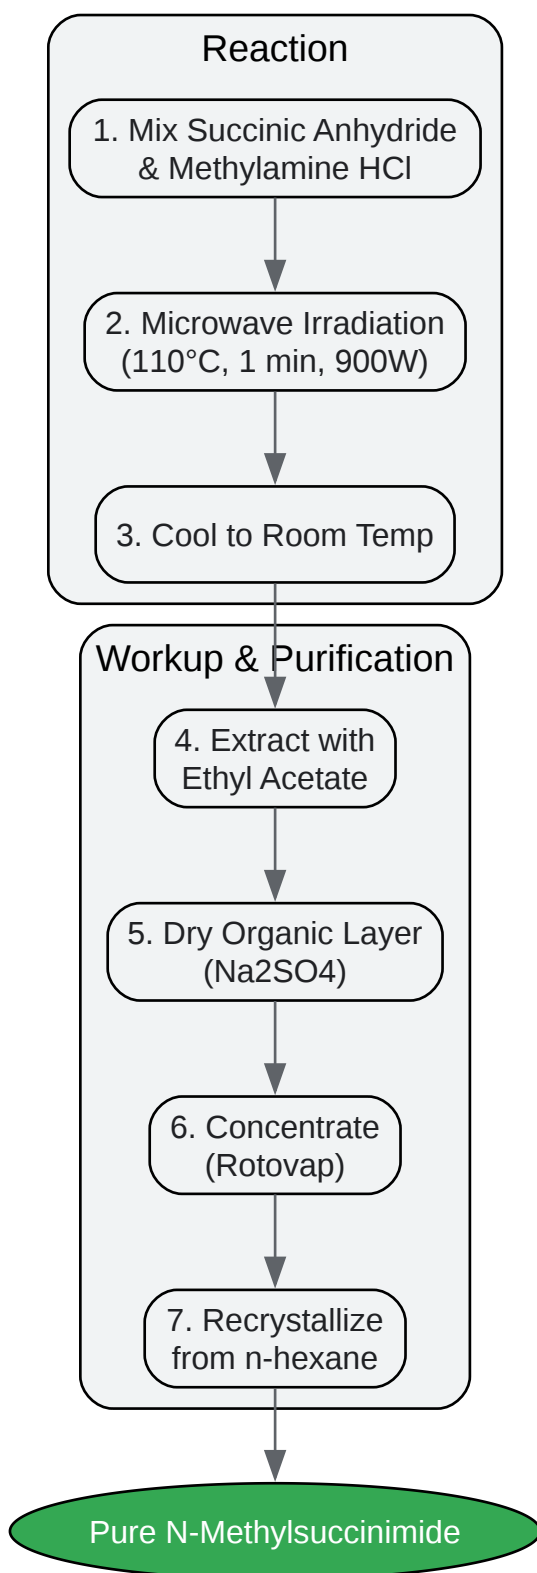 Reaction
1. Mix Succinic Anhydride
& Methylamine HCl
2. Microwave Irradiation
(110°C, 1 min, 900W)
3. Cool to Room Temp
Workup & Purification
4. Extract with
Ethyl Acetate
5. Dry Organic Layer
(Na2SO4)
6. Concentrate
(Rotovap)
7. Recrystallize
from n-hexane
Pure N-Methylsuccinimide